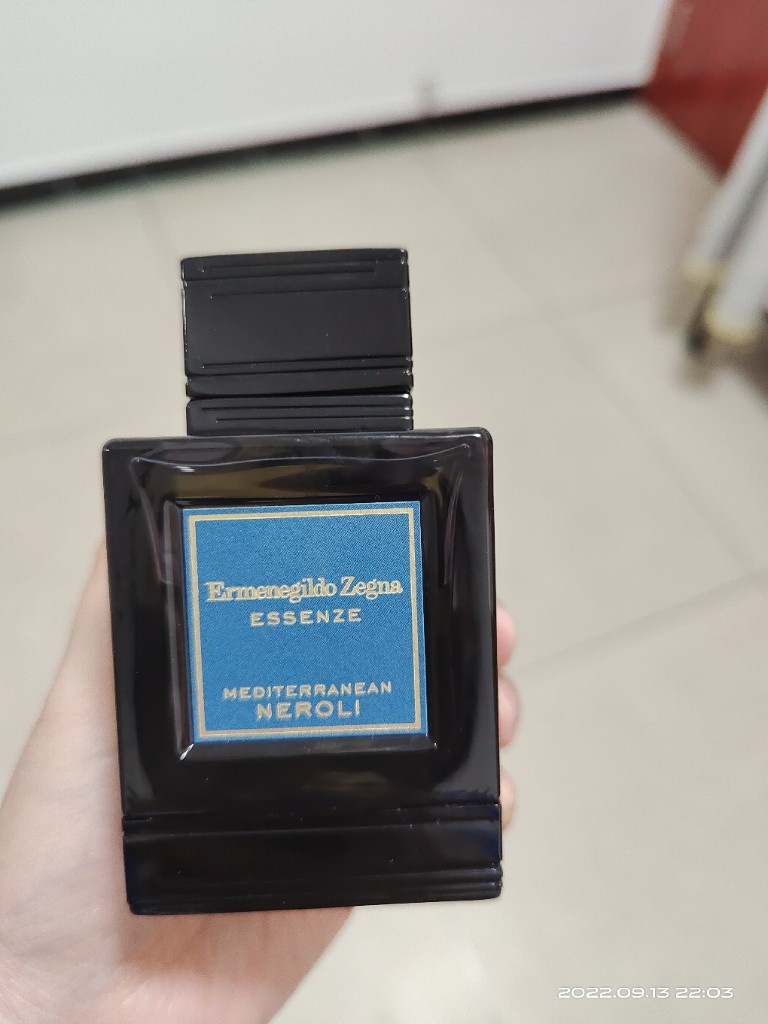 Ermenegildo Zegna
ESSENZE
MEDITERRANEAN
NEROLI
2022.09.13 22:03